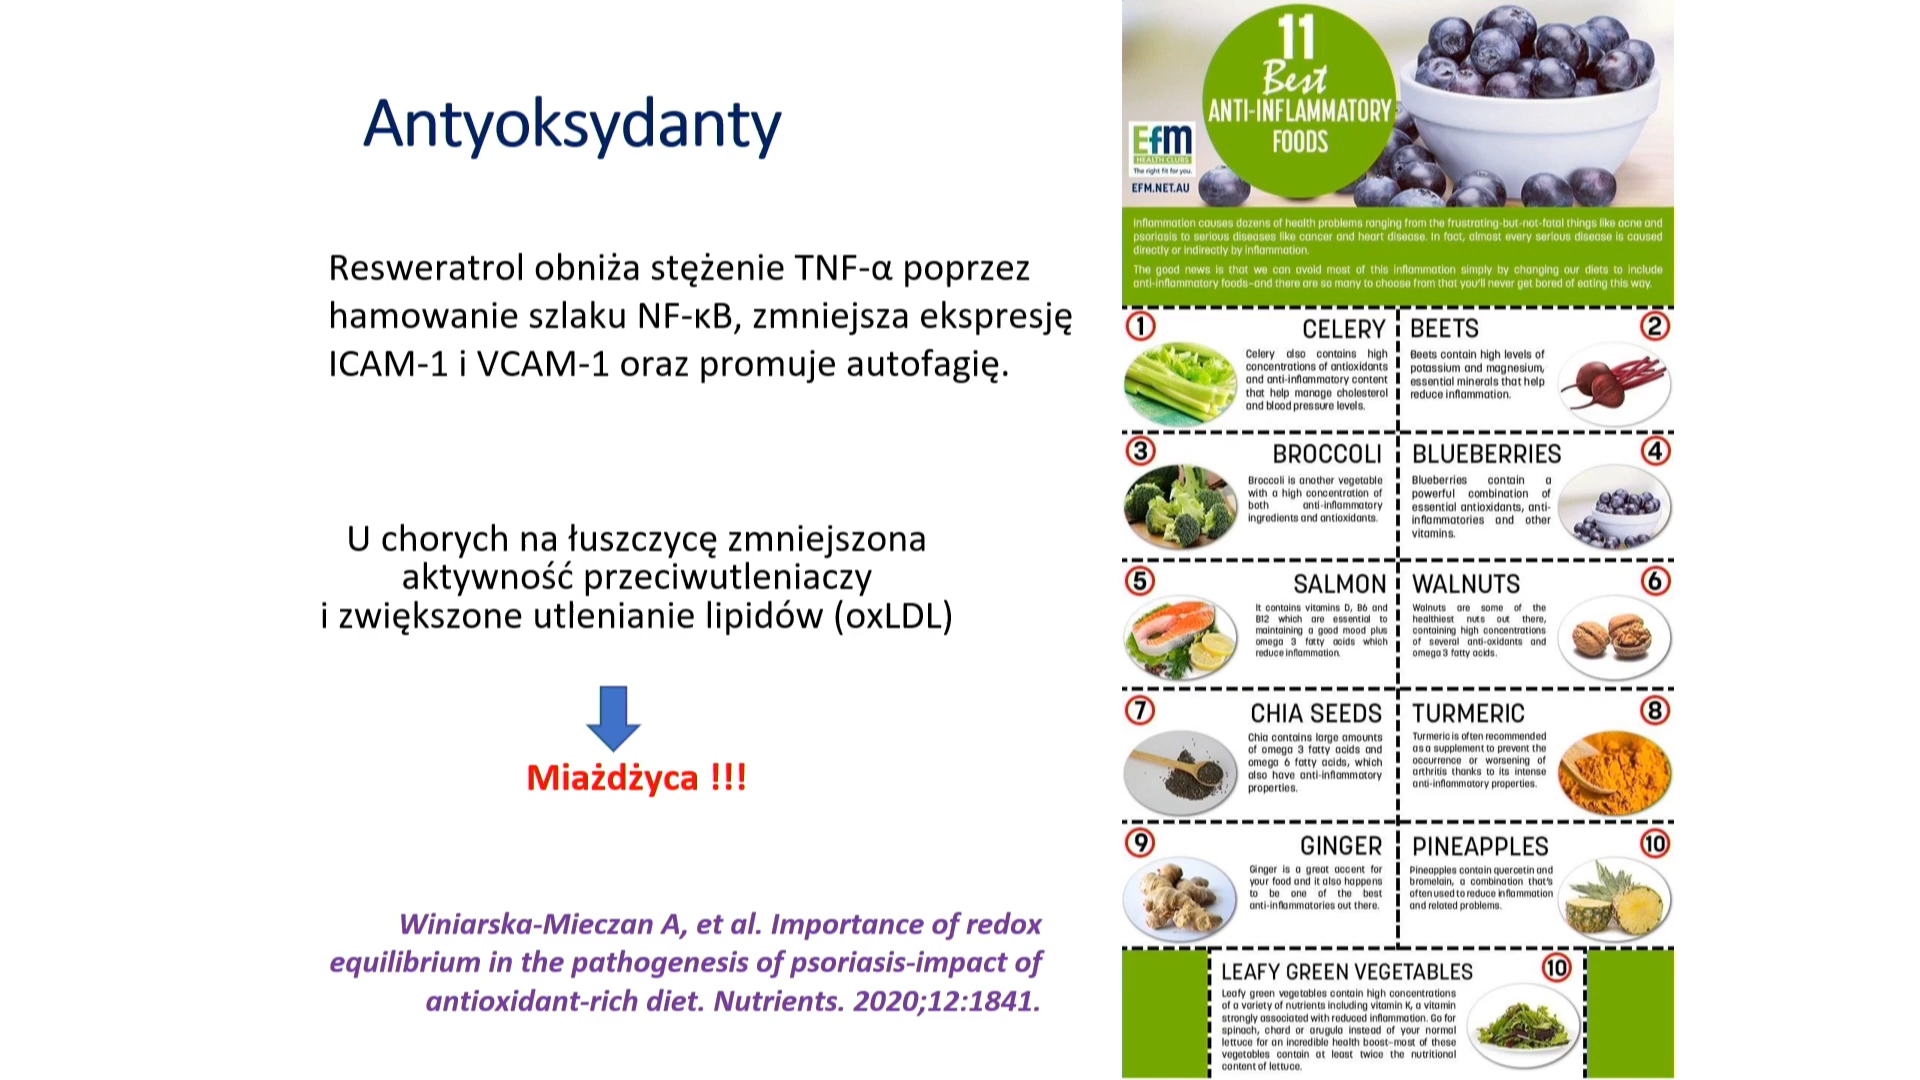 Antyoksydanty
Resweratrol obniża stężenie TNF-α poprzez
hamowanie szlaku NF-κB, zmniejsza ekspresję
ICAM-1 i VCAM-1 oraz promuje autofagię.
U chorych na łuszczycę zmniejszona
aktywność przeciwutleniaczy
i zwiększone utlenianie lipidów (oxLDL)
Miażdżyca !!!
Winiarska-Mieczan A, et al. Importance of redox
equilibrium in the pathogenesis of psoriasis-impact of
antioxidant-rich diet. Nutrients. 2020;12:1841.
11
Best
ANTI-INFLAMMATORY
FOODS
Efm
HEALTH CLUBS
The right fit for you.
EFM.NET.AU
Inflammation causes dozens of health problems ranging from the frustrating-but-not-fatal things like acne and
psoriasis to serious diseases like cancer and heart disease. In fact, almost every serious disease is caused
directly or indirectly by inflammation.
The good news is that we can avoid most of this inflammation simply by changing our diets to include
anti-inflammatory foods-and there are so many to choose from that you'll never get bored of eating this way.
1
CELERY
Celery also contains high
concentrations of antioxidants
and anti-inflammatory content
that help manage cholesterol
and blood pressure levels.
BEETS
2
Beets contain high levels of
potassium and magnesium,
essential minerals that help
reduce inflammation.
3
BROCCOLI
Broccoli is another vegetable
with a high concentration of
both anti-inflammatory
ingredients and antioxidants.
BLUEBERRIES
4
Blueberries contain a
powerful combination of
essential antioxidants, anti-
inflammatories and other
vitamins.
5
SALMON
It contains vitamins D, B6 and
B12 which are essential to
maintaining a good mood plus
omega 3 fatty acids which
reduce inflammation.
WALNUTS
6
Walnuts are some of the
healthiest nuts out there,
containing high concentrations
of several anti-oxidants and
omega 3 fatty acids.
7
CHIA SEEDS
Chia contains large amounts
of omega 3 fatty acids and
omega 6 fatty acids, which
also have anti-inflammatory
properties.
TURMERIC
8
Turmeric is often recommended
as a supplement to prevent the
occurrence or worsening of
arthritis thanks to its intense
anti-inflammatory properties.
9
GINGER
Ginger is a great accent for
your food and it also happens
to be one of the best
anti-inflammatories out there.
PINEAPPLES
10
Pineapples contain quercetin and
bromelain, a combination that's
often used to reduce inflammation
and related problems.
LEAFY GREEN VEGETABLES
10
Leafy green vegetables contain high concentrations
of a variety of nutrients including vitamin K, a vitamin
strongly associated with reduced inflammation. Go for
spinach, chard or arugula instead of your normal
lettuce for an incredible health boost-most of these
vegetables contain at least twice the nutritional
content of lettuce.